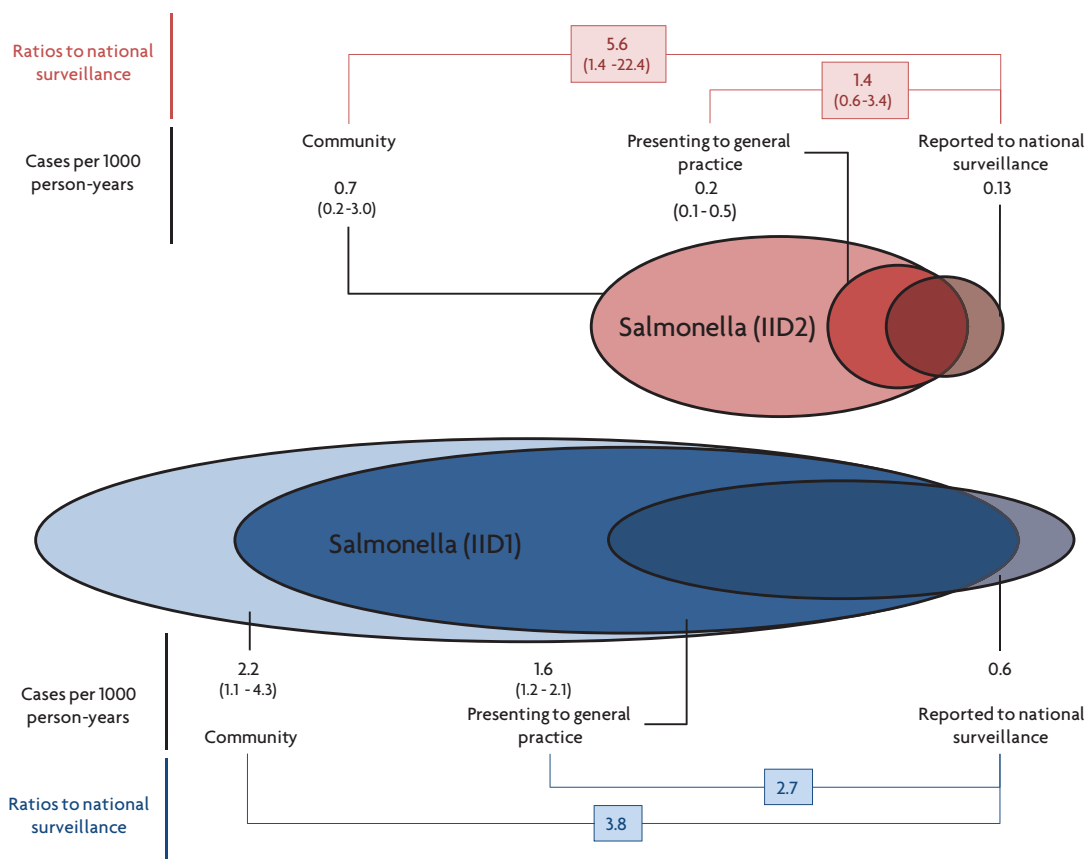 Ratios to national
surveillance
5.6
(1.4 -22.4)
1.4
(0.6-3.4)
Cases per 1000
person-years
Community
0.7
(0.2-3.0)
Presenting to general
practice
0.2
(0.1 - 0.5)
Reported to national
surveillance
0.13
Salmonella (IID2)
Salmonella (IID1)
Cases per 1000
person-years
2.2
(1.1 - 4.3)
Community
1.6
(1.2 - 2.1)
Presenting to general
practice
0.6
Reported to national
surveillance
Ratios to national
surveillance
2.7
3.8